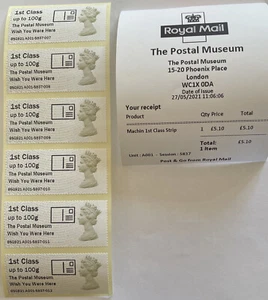 1st Class
up to 100g
The Postal Museum
Wish You Were Here
1st Class
up to 100g
The Postal Museum
Wish You Were Here
1st Class
up to 100g
The Postal Museum
Wish You Were Here
1st Class
up to 100g
The Postal Museum
Wish You Were Here
1st Class
up to 100g
The Postal Museum
Wish You Were Here
1st Class
up to 100g
The Postal Museum
Wish You Were Here
Royal Mail
The Postal Museum
The Postal Museum
15-20 Phoenix Place
London
WC1X 0DA
Date of issue
27/05/2021 11:06:06
Your receipt
Product Qty Price Total
Machin 1st Class Strip 1 £5.10 £5.10
Total: £5.10
1 Item
Post & Go from Royal Mail